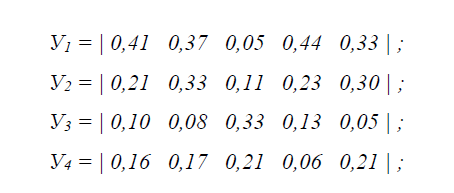 У1 = | 0,41 0,37 0,05 0,44 0,33 | ;
У2 = | 0,21 0,33 0,11 0,23 0,30 | ;
У3 = | 0,10 0,08 0,33 0,13 0,05 | ;
У4 = | 0,16 0,17 0,21 0,06 0,21 | ;